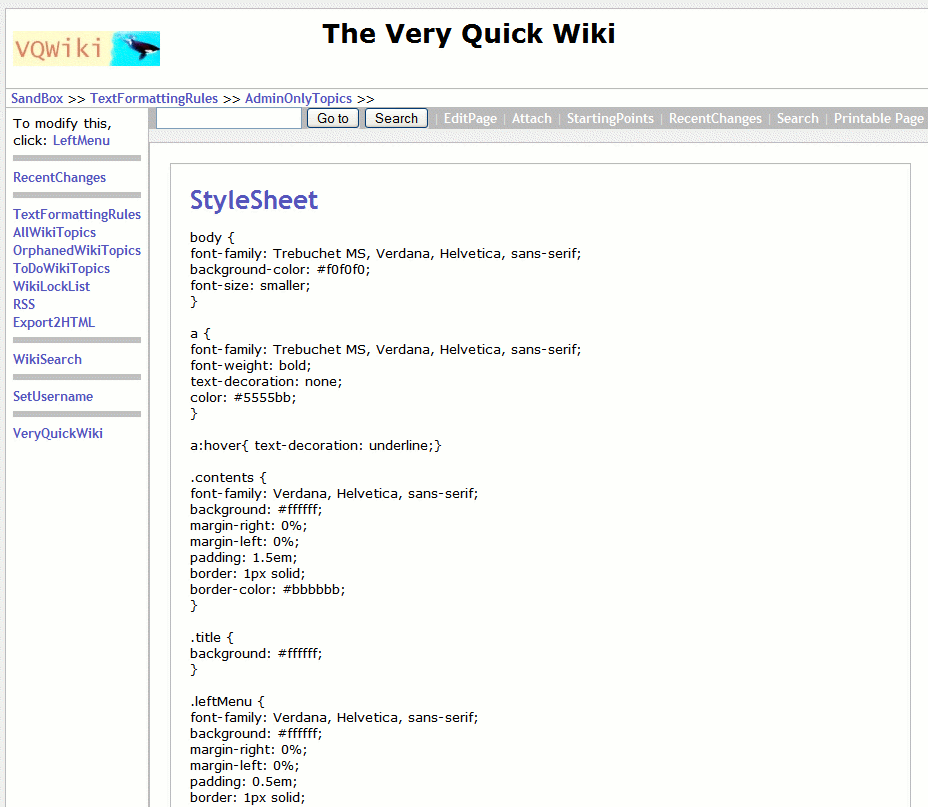 VQWiki
The Very Quick Wiki
SandBox >> TextFormattingRules >> AdminOnlyTopics >>
To modify this,
click: LeftMenu
RecentChanges
TextFormattingRules
AllWikiTopics
OrphanedWikiTopics
ToDoWikiTopics
WikiLockList
RSS
Export2HTML
WikiSearch
SetUsername
VeryQuickWiki
Go to Search | EditPage | Attach | StartingPoints | RecentChanges | Search | Printable Page
StyleSheet
body {
font-family: Trebuchet MS, Verdana, Helvetica, sans-serif;
background-color: #f0f0f0;
font-size: smaller;
}
a {
font-family: Trebuchet MS, Verdana, Helvetica, sans-serif;
font-weight: bold;
text-decoration: none;
color: #5555bb;
}
a:hover{ text-decoration: underline;}
.contents {
font-family: Verdana, Helvetica, sans-serif;
background: #ffffff;
margin-right: 0%;
margin-left: 0%;
padding: 1.5em;
border: 1px solid;
border-color: #bbbbbb;
}
.title {
background: #ffffff;
}
.leftMenu {
font-family: Verdana, Helvetica, sans-serif;
background: #ffffff;
margin-right: 0%;
margin-left: 0%;
padding: 0.5em;
border: 1px solid;